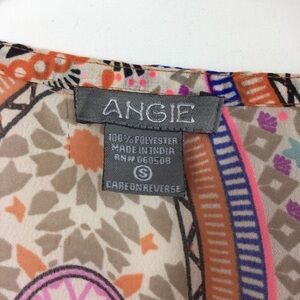 ANGIE
100% POLYESTER
MADE IN INDIA
RN# 060508
S
CARE ON REVERSE